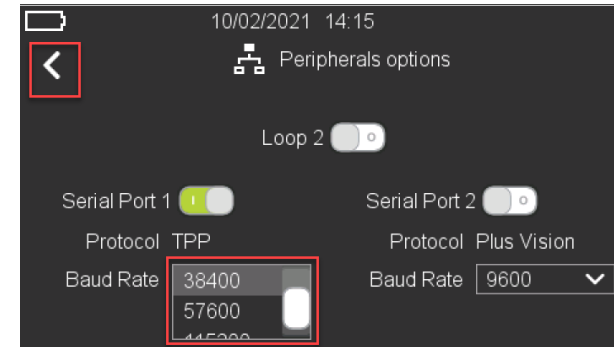 10/02/2021 14:15
Peripherals options
Loop 2
Serial Port 1
Serial Port 2
Protocol TPP
Protocol Plus Vision
Baud Rate 38400
Baud Rate 9600
57600